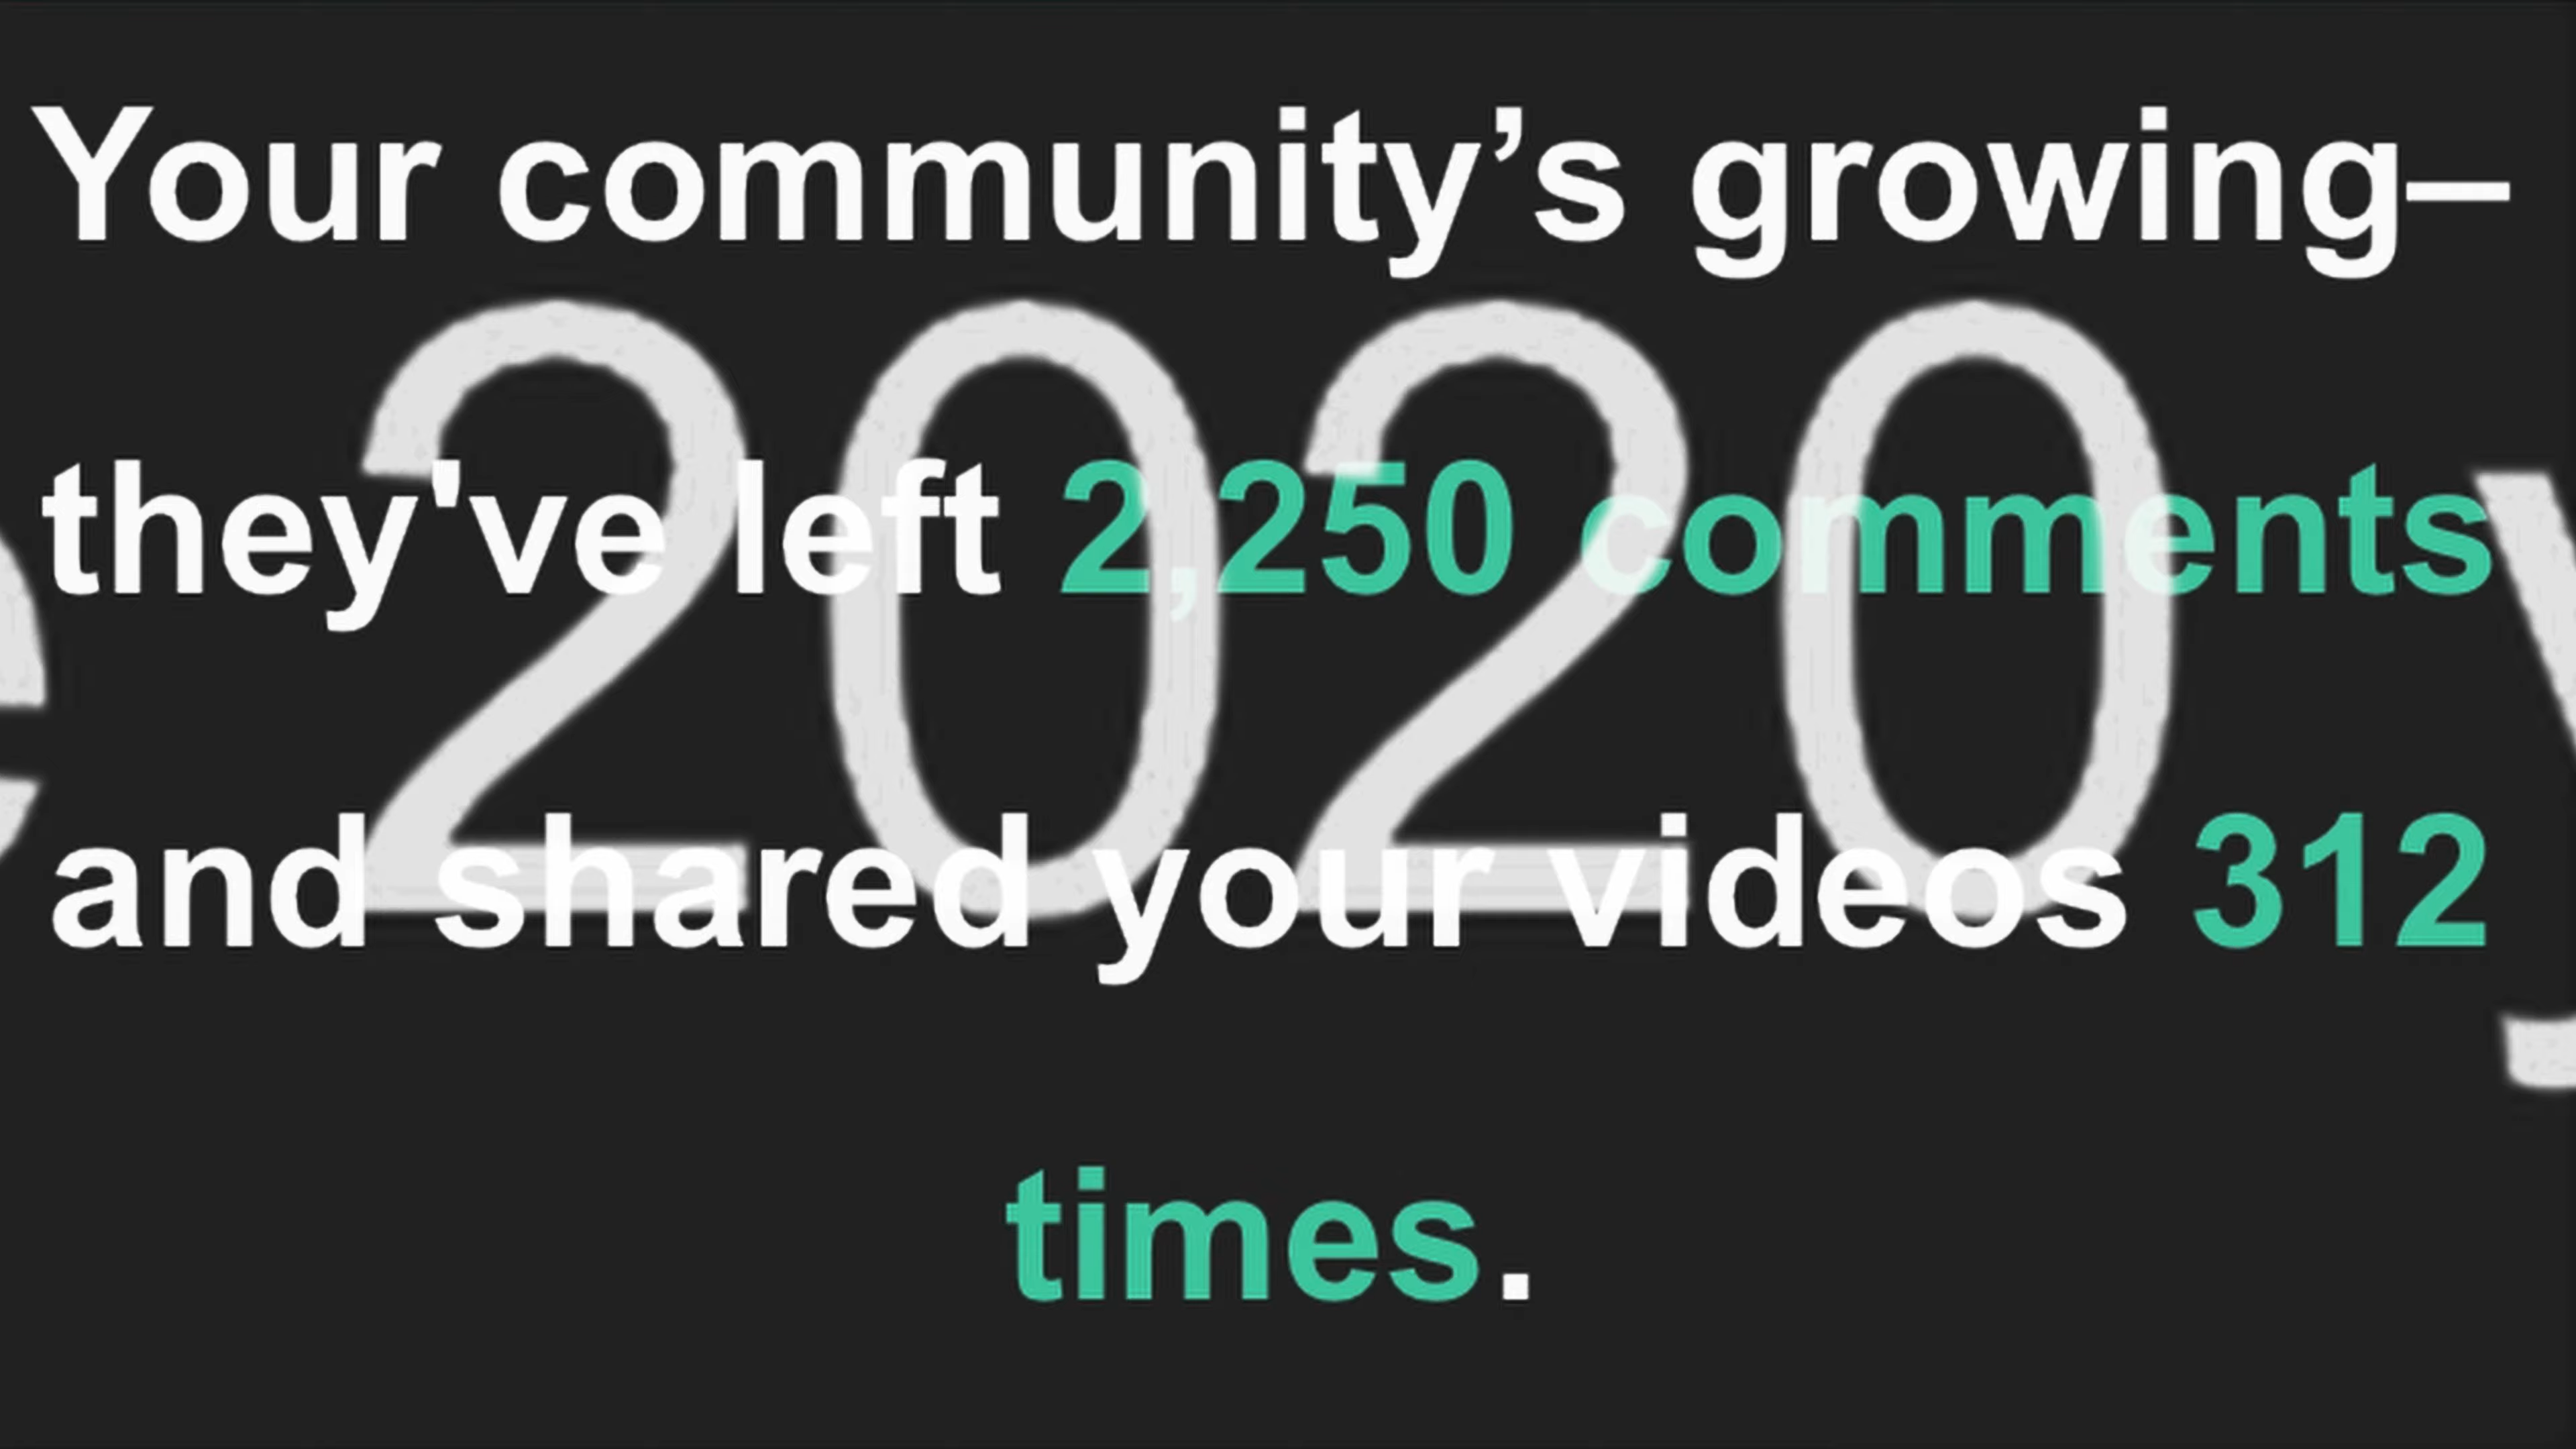 Your community’s growing–
2020
they've left 2,250 comments
and shared your videos 312
times.